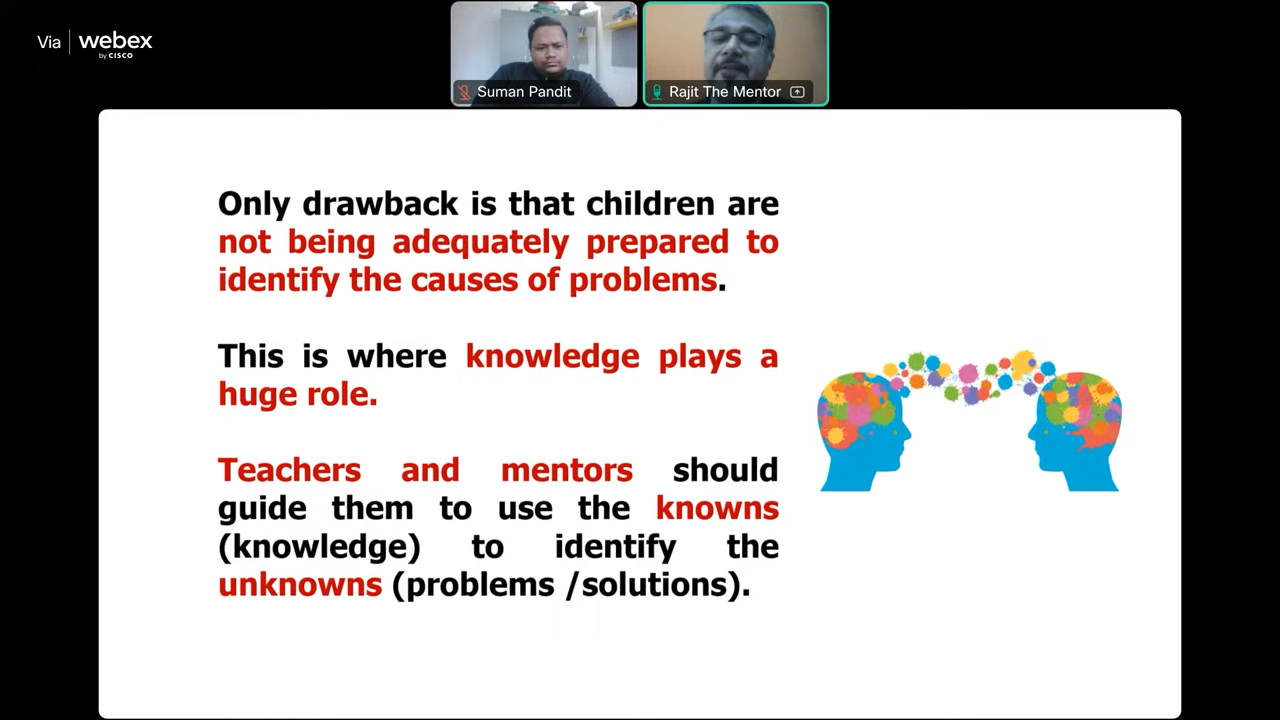 Via webex
by CISCO
Suman Pandit
Rajit The Mentor
Only drawback is that children are
not being adequately prepared to
identify the causes of problems.
This is where knowledge plays a
huge role.
Teachers and mentors should
guide them to use the knowns
(knowledge) to identify the
unknowns (problems /solutions).